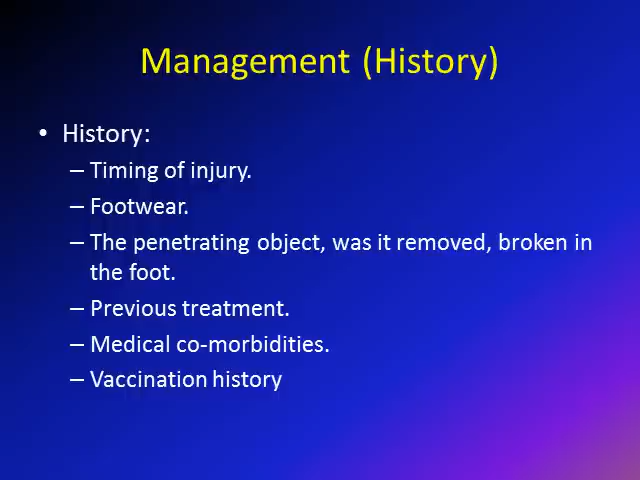 Management (History)
• History:
– Timing of injury.
– Footwear.
– The penetrating object, was it removed, broken in
the foot.
– Previous treatment.
– Medical co-morbidities.
– Vaccination history